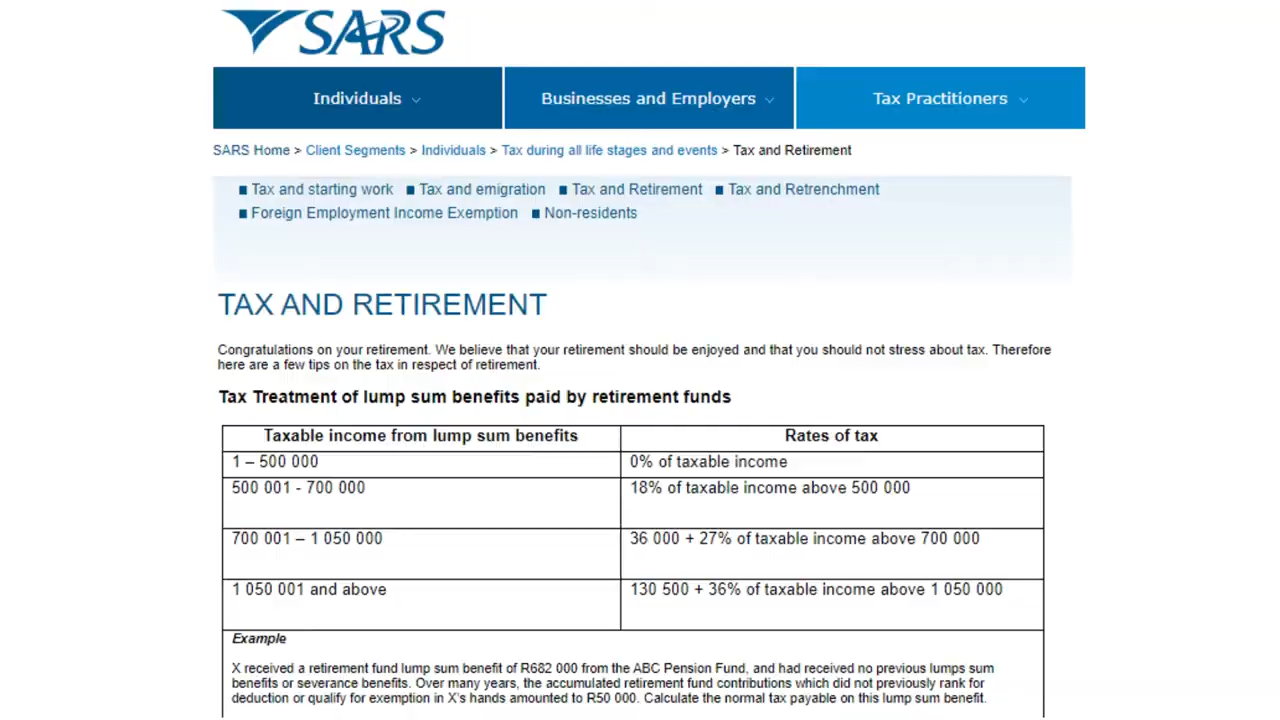 SARS
Individuals Businesses and Employers Tax Practitioners
SARS Home > Client Segments > Individuals > Tax during all life stages and events > Tax and Retirement
Tax and starting work Tax and emigration Tax and Retirement Tax and Retrenchment
Foreign Employment Income Exemption Non-residents
TAX AND RETIREMENT
Congratulations on your retirement. We believe that your retirement should be enjoyed and that you should not stress about tax. Therefore
here are a few tips on the tax in respect of retirement.
Tax Treatment of lump sum benefits paid by retirement funds
Taxable income from lump sum benefits Rates of tax
1 – 500 000 0% of taxable income
500 001 - 700 000 18% of taxable income above 500 000
700 001 – 1 050 000 36 000 + 27% of taxable income above 700 000
1 050 001 and above 130 500 + 36% of taxable income above 1 050 000
Example
X received a retirement fund lump sum benefit of R682 000 from the ABC Pension Fund, and had received no previous lumps sum
benefits or severance benefits. Over many years, the accumulated retirement fund contributions which did not previously rank for
deduction or qualify for exemption in X's hands amounted to R50 000. Calculate the normal tax payable on this lump sum benefit.